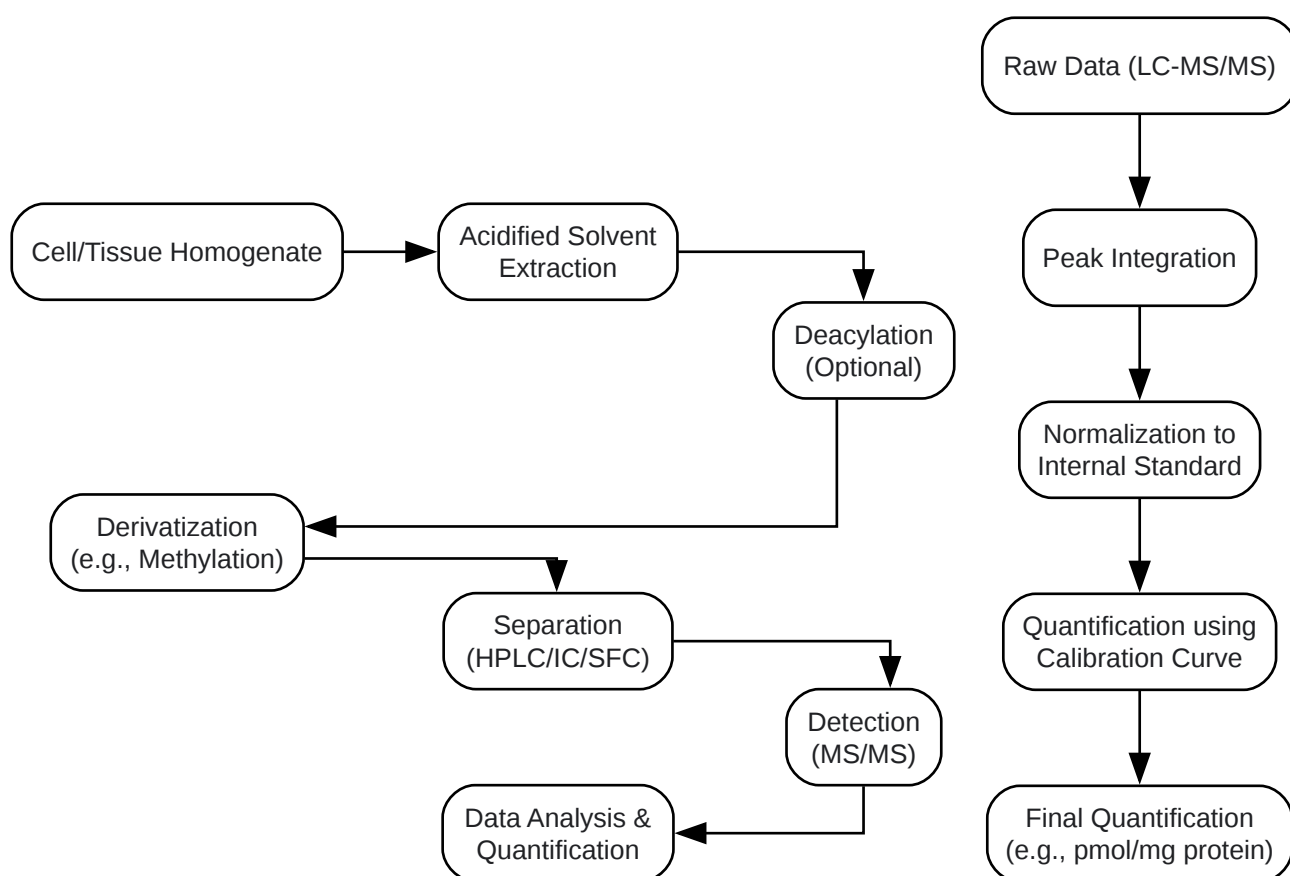 Cell/Tissue Homogenate
Acidified Solvent
Extraction
Deacylation
(Optional)
Derivatization
(e.g., Methylation)
Separation
(HPLC/IC/SFC)
Detection
(MS/MS)
Data Analysis &
Quantification
Raw Data (LC-MS/MS)
Peak Integration
Normalization to
Internal Standard
Quantification using
Calibration Curve
Final Quantification
(e.g., pmol/mg protein)